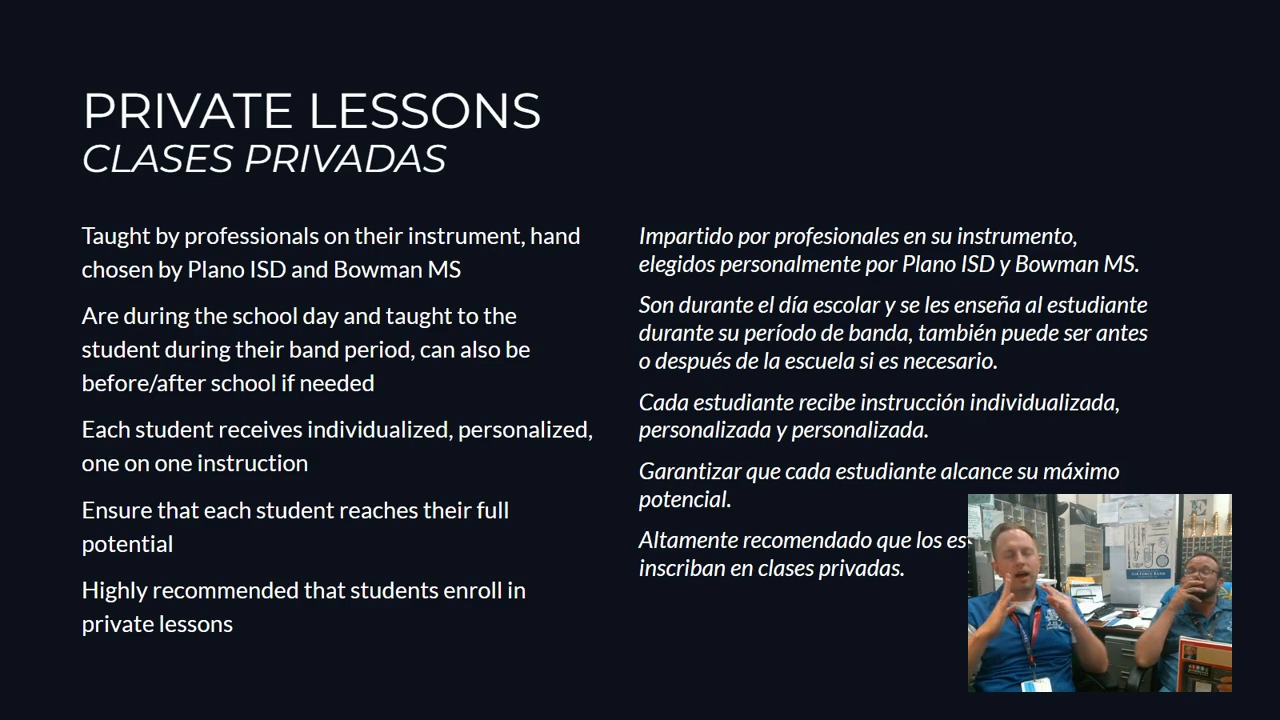 PRIVATE LESSONS
CLASES PRIVADAS
Taught by professionals on their instrument, hand
chosen by Plano ISD and Bowman MS
Are during the school day and taught to the
student during their band period, can also be
before/after school if needed
Each student receives individualized, personalized,
one on one instruction
Ensure that each student reaches their full
potential
Highly recommended that students enroll in
private lessons
Impartido por profesionales en su instrumento,
elegidos personalmente por Plano ISD y Bowman MS.
Son durante el día escolar y se les enseña al estudiante
durante su período de banda, también puede ser antes
o después de la escuela si es necesario.
Cada estudiante recibe instrucción individualizada,
personalizada y personalizada.
Garantizar que cada estudiante alcance su máximo
potencial.
Altamente recomendado que los es
inscriban en clases privadas.